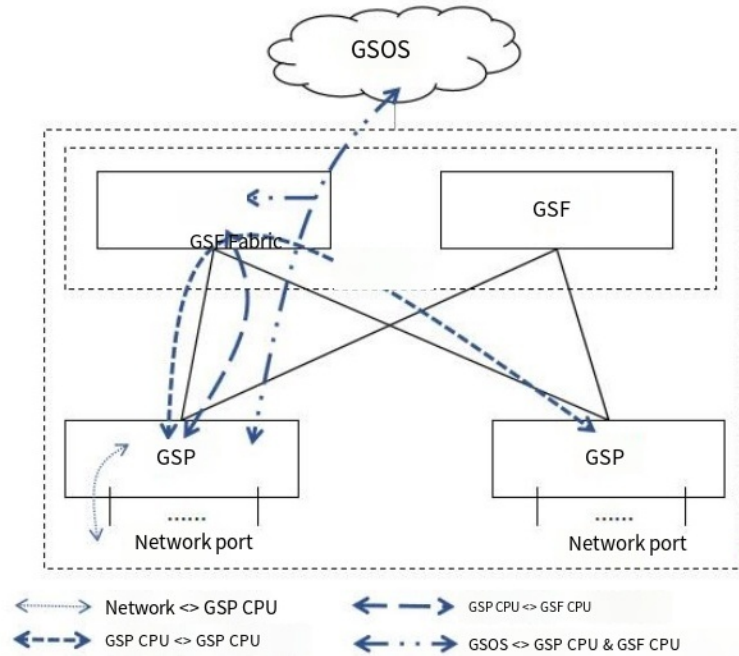 GSOS
GSF Fabric
GSF
GSP
GSP
......
......
Network port
Network port
Network <> GSP CPU
GSP CPU <> GSF CPU
GSP CPU <> GSP CPU
GSOS <> GSP CPU & GSF CPU